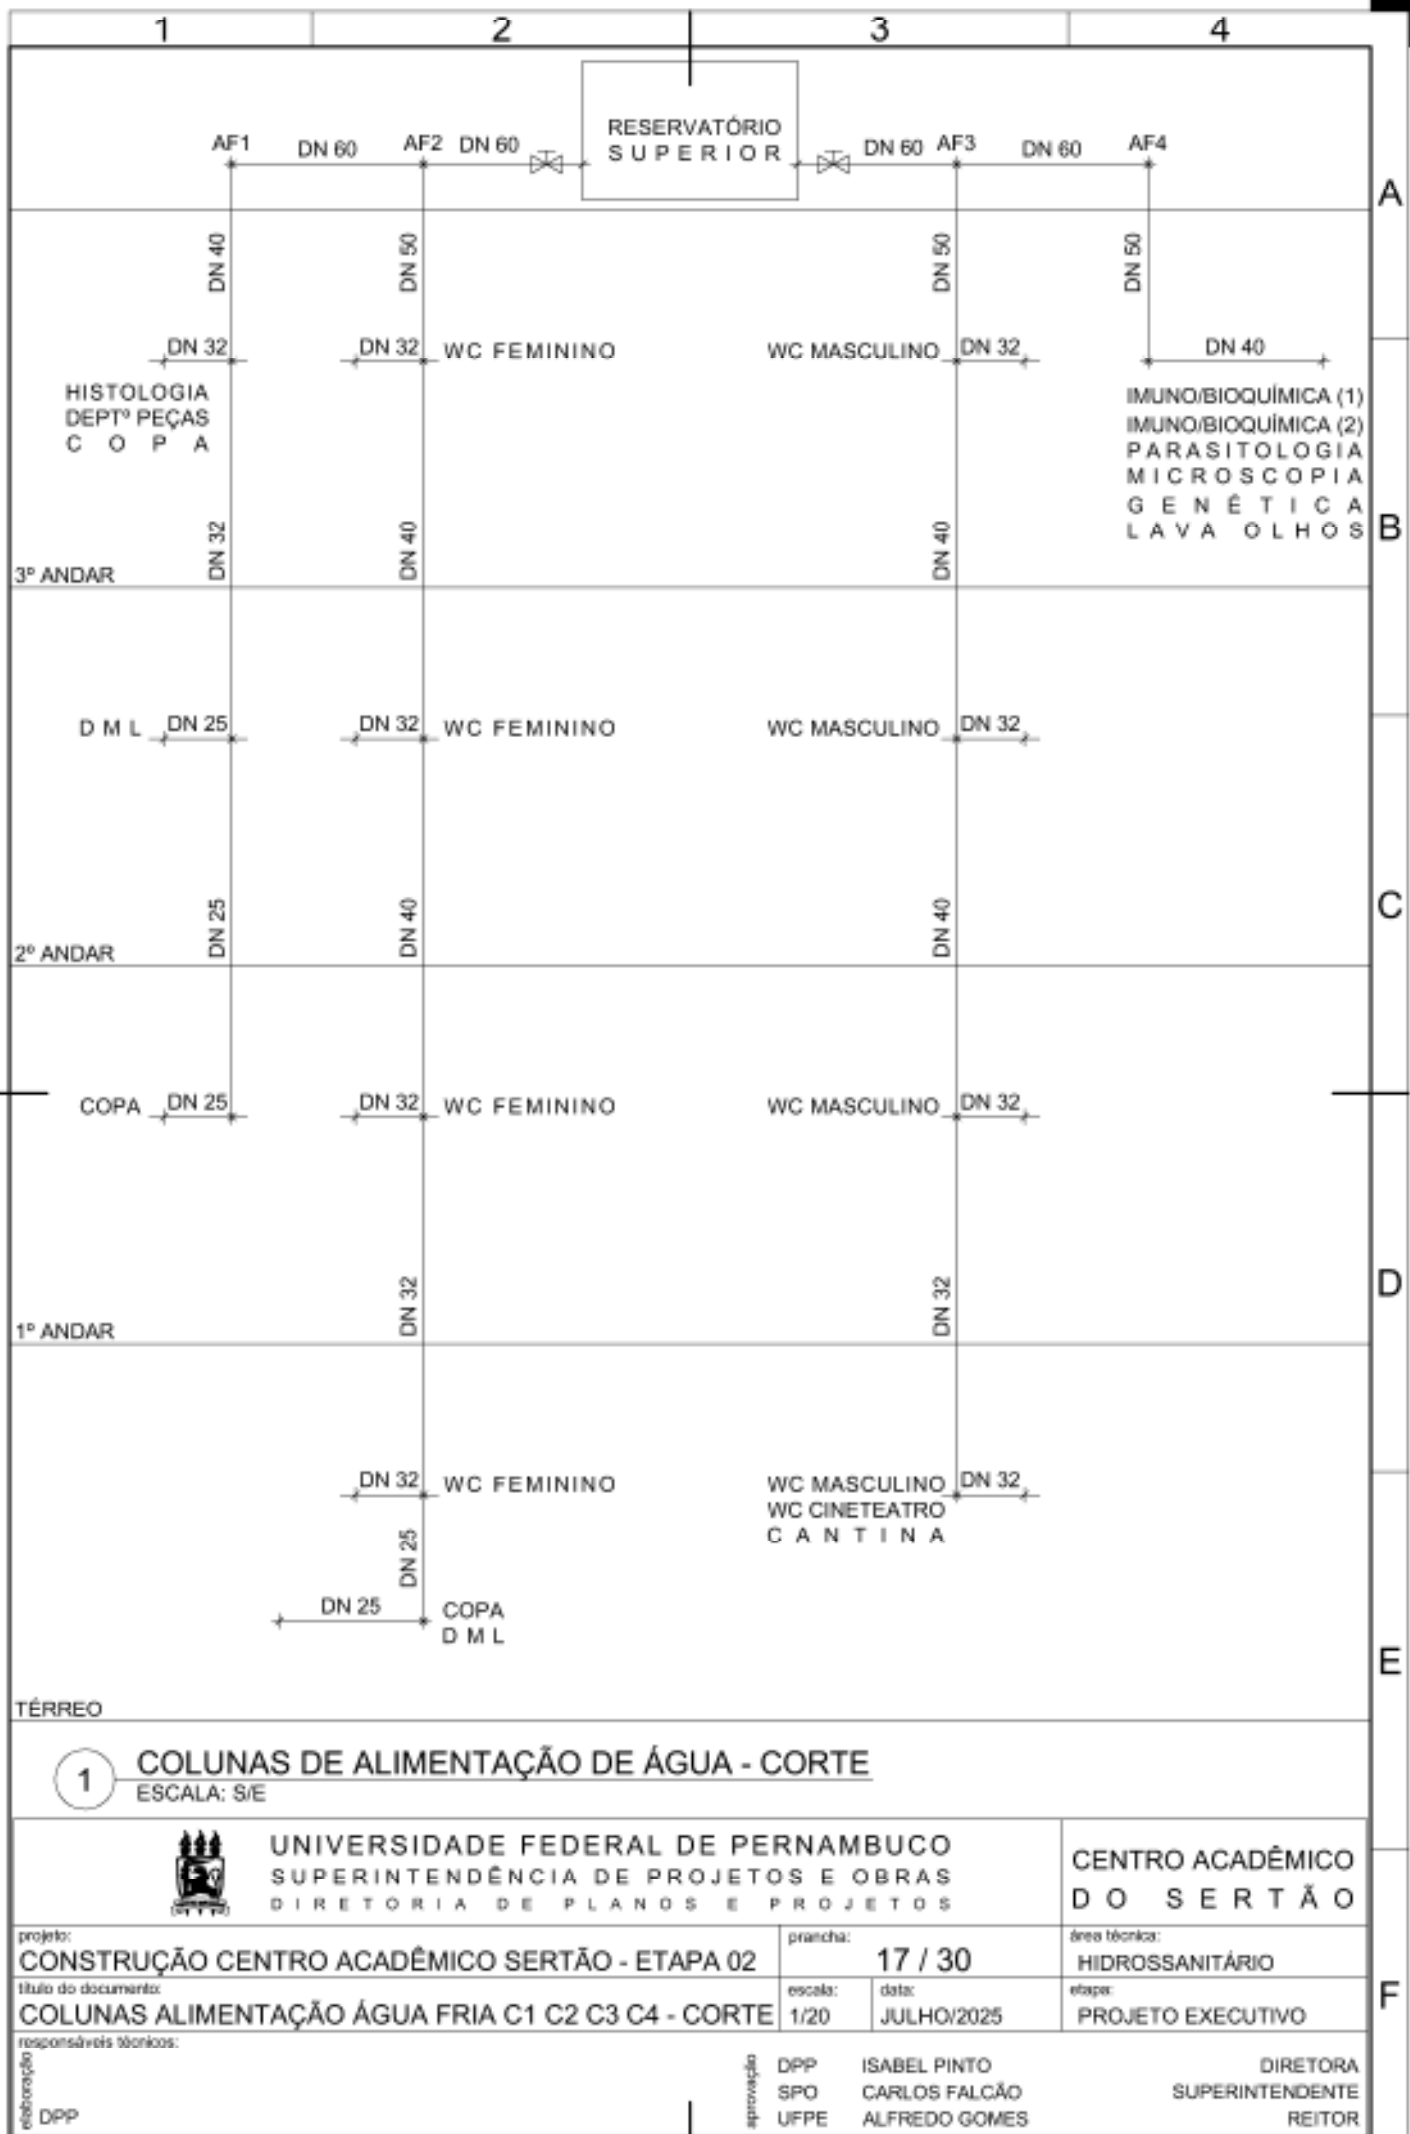 1 2 3 4
RESERVATÓRIO
SUPERIOR
AF1 DN 60 AF2 DN 60 DN 60 AF3 DN 60 AF4
A
DN 40 DN 50 DN 50 DN 50
DN 32 DN 32 WC FEMININO WC MASCULINO DN 32 DN 40
HISTOLOGIA
DEPTº PEÇAS
COPA
IMUNO/BIOQUÍMICA (1)
IMUNO/BIOQUÍMICA (2)
PARASITOLOGIA
MICROSCOPIA
GENÉTICA
LAVA OLHOS
B
DN 32 DN 40 DN 40
3º ANDAR
DML DN 25 DN 32 WC FEMININO WC MASCULINO DN 32
C
DN 25 DN 40 DN 40
2º ANDAR
COPA DN 25 DN 32 WC FEMININO WC MASCULINO DN 32
D
DN 32 DN 32
1º ANDAR
DN 32 WC FEMININO WC MASCULINO DN 32
WC CINETEATRO
CANTINA
DN 25
DN 25 COPA
DML
E
TÉRREO
1 COLUNAS DE ALIMENTAÇÃO DE ÁGUA - CORTE
ESCALA: S/E
UNIVERSIDADE FEDERAL DE PERNAMBUCO
SUPERINTENDÊNCIA DE PROJETOS E OBRAS
DIRETORIA DE PLANOS E PROJETOS
CENTRO ACADÊMICO
DO SERTÃO
projeto:
CONSTRUÇÃO CENTRO ACADÊMICO SERTÃO - ETAPA 02
prancha:
17 / 30
área técnica:
HIDROSSANITÁRIO
título do documento:
COLUNAS ALIMENTAÇÃO ÁGUA FRIA C1 C2 C3 C4 - CORTE
escala:
1/20
data:
JULHO/2025
etapa:
PROJETO EXECUTIVO
F
responsáveis técnicos:
elaboração
DPP
aprovação
DPP ISABEL PINTO DIRETORA
SPO CARLOS FALCÃO SUPERINTENDENTE
UFPE ALFREDO GOMES REITOR